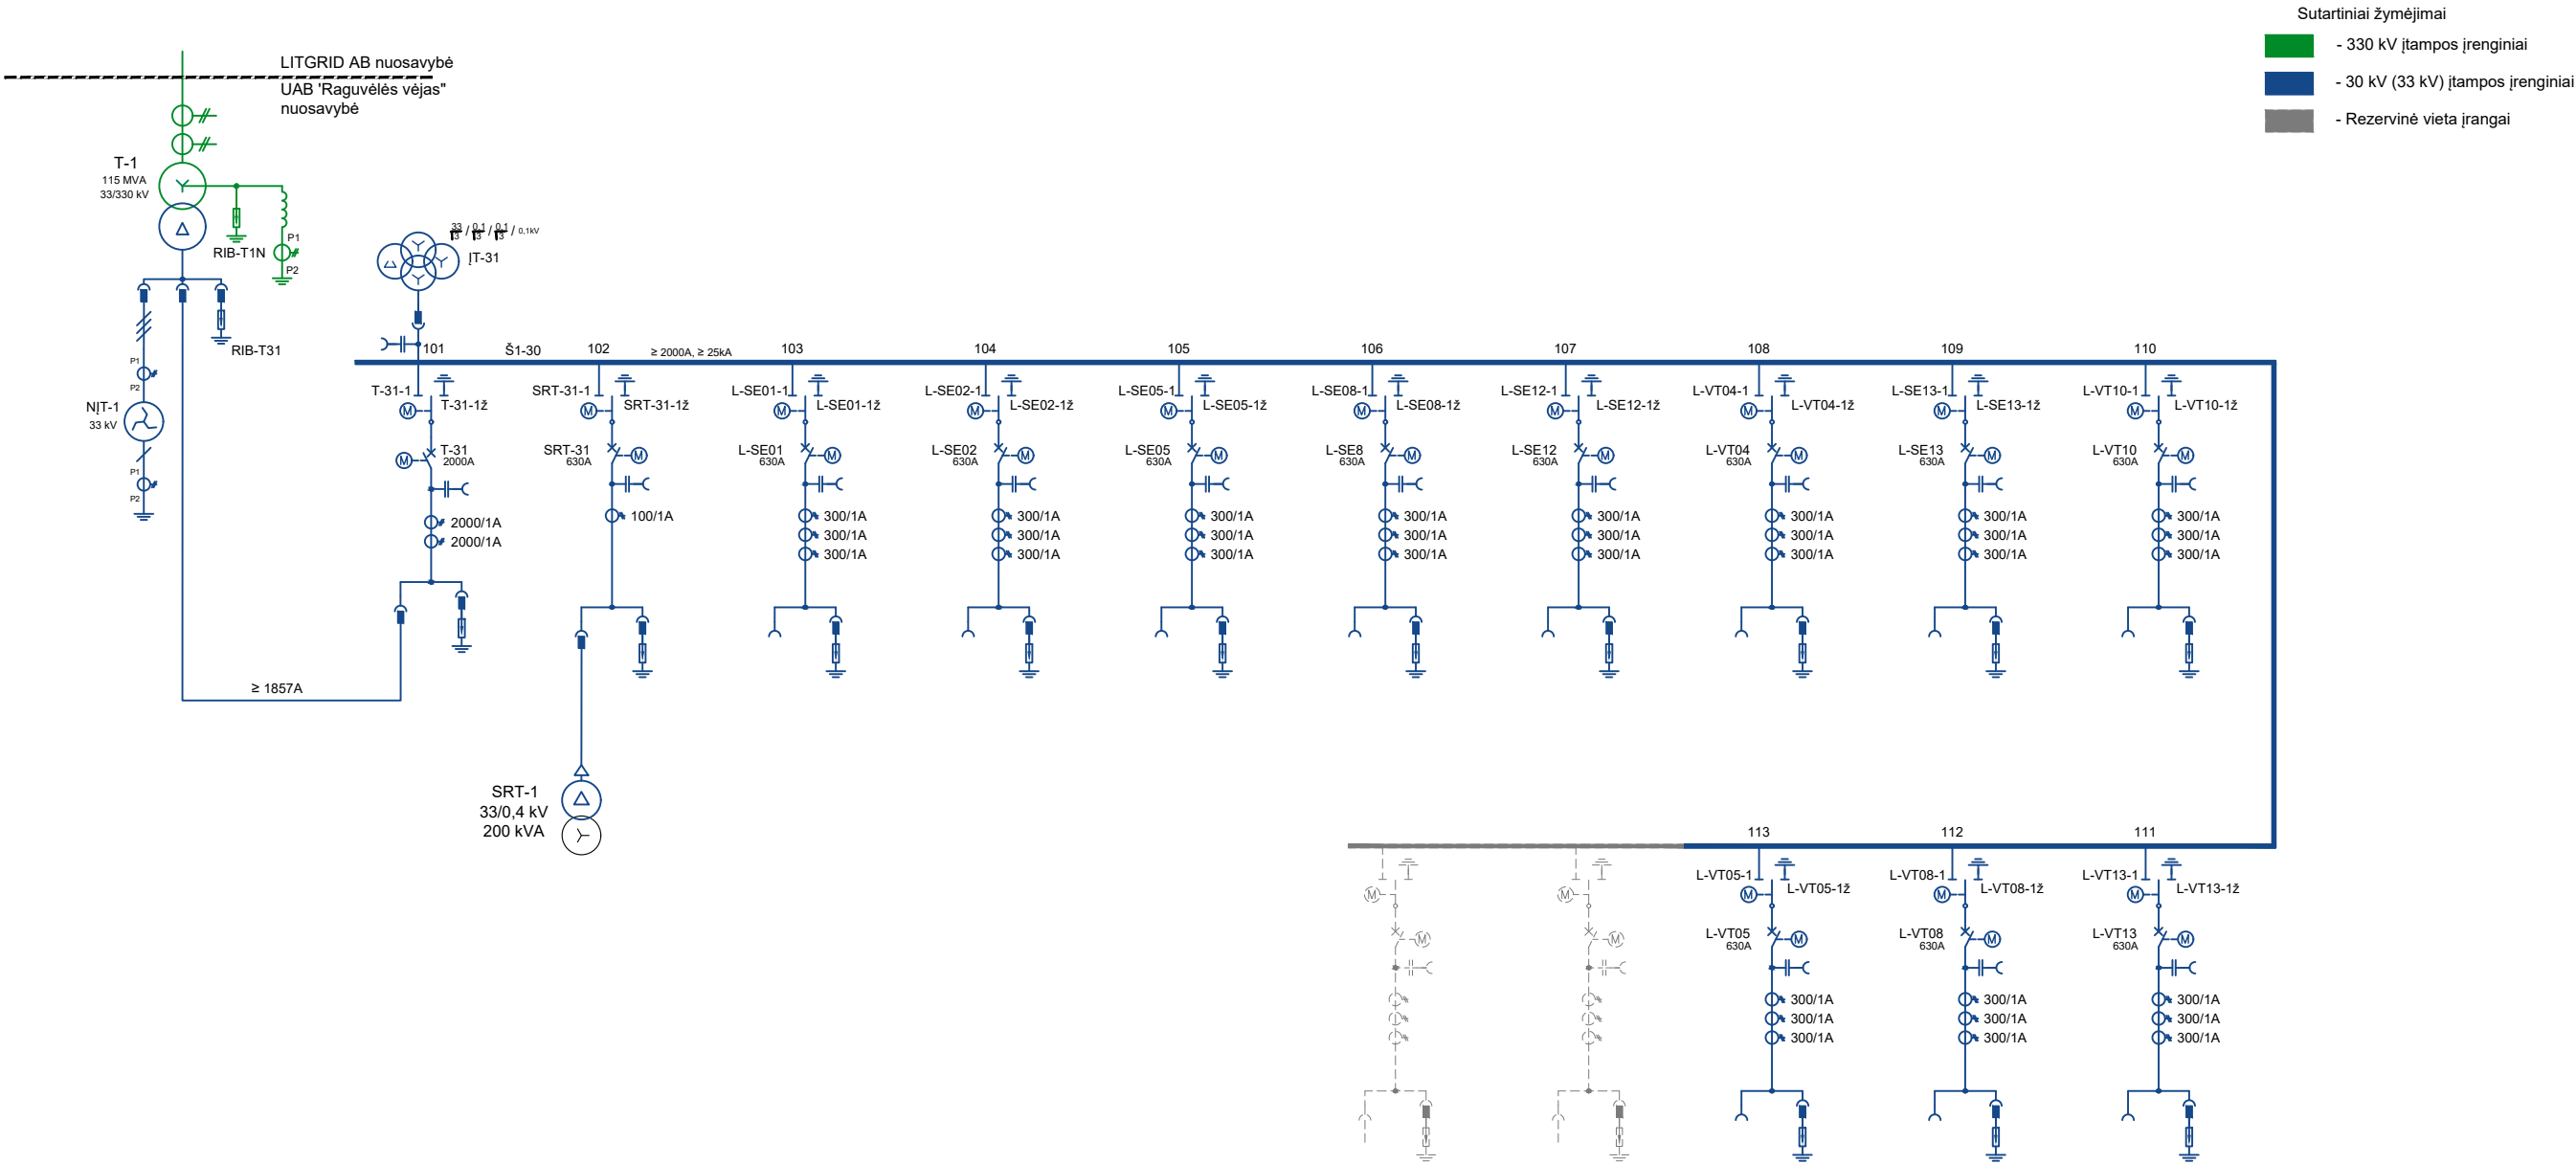 Sutartiniai žymėjimai
- 330 kV įtampos įrenginiai
- 30 kV (33 kV) įtampos įrenginiai
- Rezervinė vieta įrangai
LITGRID AB nuosavybė
UAB 'Raguvėlės vėjas"
nuosavybė
T-1
115 MVA
33/330 kV
RIB-T1N
P1
P2
RIB-T31
P1
P2
NĮT-1
33 kV
P1
P2
≥ 1857A
33/√3 / 0,1/√3 / 0,1/√3 / 0,1kV
ĮT-31
101 Š1-30 102 ≥ 2000A, ≥ 25kA 103 104 105 106 107 108 109 110
T-31-1 SRT-31-1 L-SE01-1 L-SE02-1 L-SE05-1 L-SE08-1 L-SE12-1 L-VT04-1 L-SE13-1 L-VT10-1
T-31-1ž SRT-31-1ž L-SE01-1ž L-SE02-1ž L-SE05-1ž L-SE08-1ž L-SE12-1ž L-VT04-1ž L-SE13-1ž L-VT10-1ž
M M M M M M M M M M
T-31 SRT-31 L-SE01 L-SE02 L-SE05 L-SE8 L-SE12 L-VT04 L-SE13 L-VT10
2000A 630A 630A 630A 630A 630A 630A 630A 630A 630A
M M M M M M M M M M
100/1A 300/1A 300/1A 300/1A 300/1A 300/1A 300/1A 300/1A 300/1A
2000/1A 300/1A 300/1A 300/1A 300/1A 300/1A 300/1A 300/1A 300/1A
2000/1A 300/1A 300/1A 300/1A 300/1A 300/1A 300/1A 300/1A 300/1A
SRT-1
33/0,4 kV
200 kVA
113 112 111
L-VT05-1 L-VT08-1 L-VT13-1
L-VT05-1ž L-VT08-1ž L-VT13-1ž
M M M M M
L-VT05 L-VT08 L-VT13
630A 630A 630A
M M M M M
300/1A 300/1A 300/1A
300/1A 300/1A 300/1A
300/1A 300/1A 300/1A